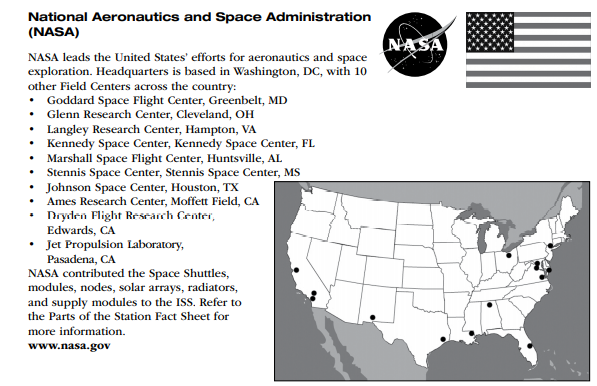 National Aeronautics and Space Administration
(NASA)
NASA
NASA leads the United States' efforts for aeronautics and space
exploration. Headquarters is based in Washington, DC, with 10
other Field Centers across the country:
• Goddard Space Flight Center, Greenbelt, MD
• Glenn Research Center, Cleveland, OH
• Langley Research Center, Hampton, VA
• Kennedy Space Center, Kennedy Space Center, FL
• Marshall Space Flight Center, Huntsville, AL
• Stennis Space Center, Stennis Space Center, MS
• Johnson Space Center, Houston, TX
• Ames Research Center, Moffett Field, CA
• Dryden Flight Research Center,
Edwards, CA
• Jet Propulsion Laboratory,
Pasadena, CA
NASA contributed the Space Shuttles,
modules, nodes, solar arrays, radiators,
and supply modules to the ISS. Refer to
the Parts of the Station Fact Sheet for
more information.
www.nasa.gov